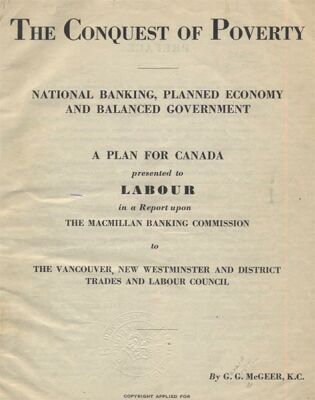 THE CONQUEST OF POVERTY
NATIONAL BANKING, PLANNED ECONOMY
AND BALANCED GOVERNMENT
A PLAN FOR CANADA
presented to
LABOUR
in a Report upon
THE MACMILLAN BANKING COMMISSION
to
THE VANCOUVER, NEW WESTMINSTER AND DISTRICT
TRADES AND LABOUR COUNCIL
By G. G. McGEER, K.C.
COPYRIGHT APPLIED FOR